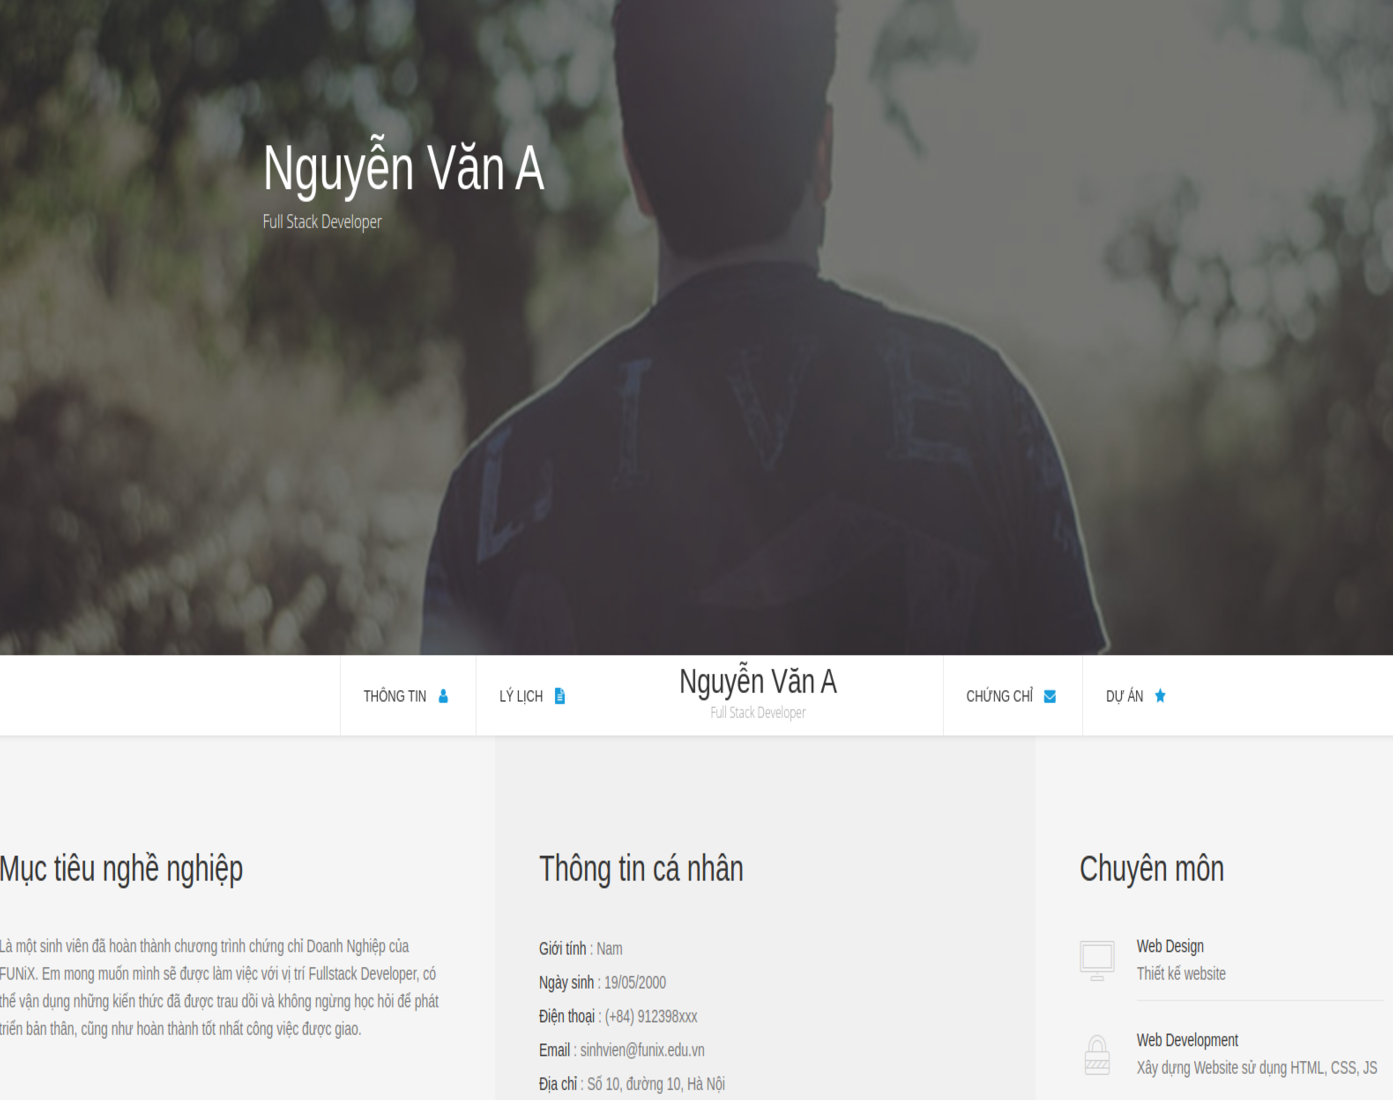 Nguyễn Văn A
Full Stack Developer
LIVE
THÔNG TIN
LÝ LỊCH
Nguyễn Văn A
Full Stack Developer
CHỨNG CHỈ
DỰ ÁN
Mục tiêu nghề nghiệp
Là một sinh viên đã hoàn thành chương trình chứng chỉ Doanh Nghiệp của
FUNiX. Em mong muốn mình sẽ được làm việc với vị trí Fullstack Developer, có
thể vận dụng những kiến thức đã được trau dồi và không ngừng học hỏi để phát
triển bản thân, cũng như hoàn thành tốt nhất công việc được giao.
Thông tin cá nhân
Giới tính : Nam
Ngày sinh : 19/05/2000
Điện thoại : (+84) 912398xxx
Email : sinhvien@funix.edu.vn
Địa chỉ : Số 10, đường 10, Hà Nội
Chuyên môn
Web Design
Thiết kế website
Web Development
Xây dựng Website sử dụng HTML, CSS, JS